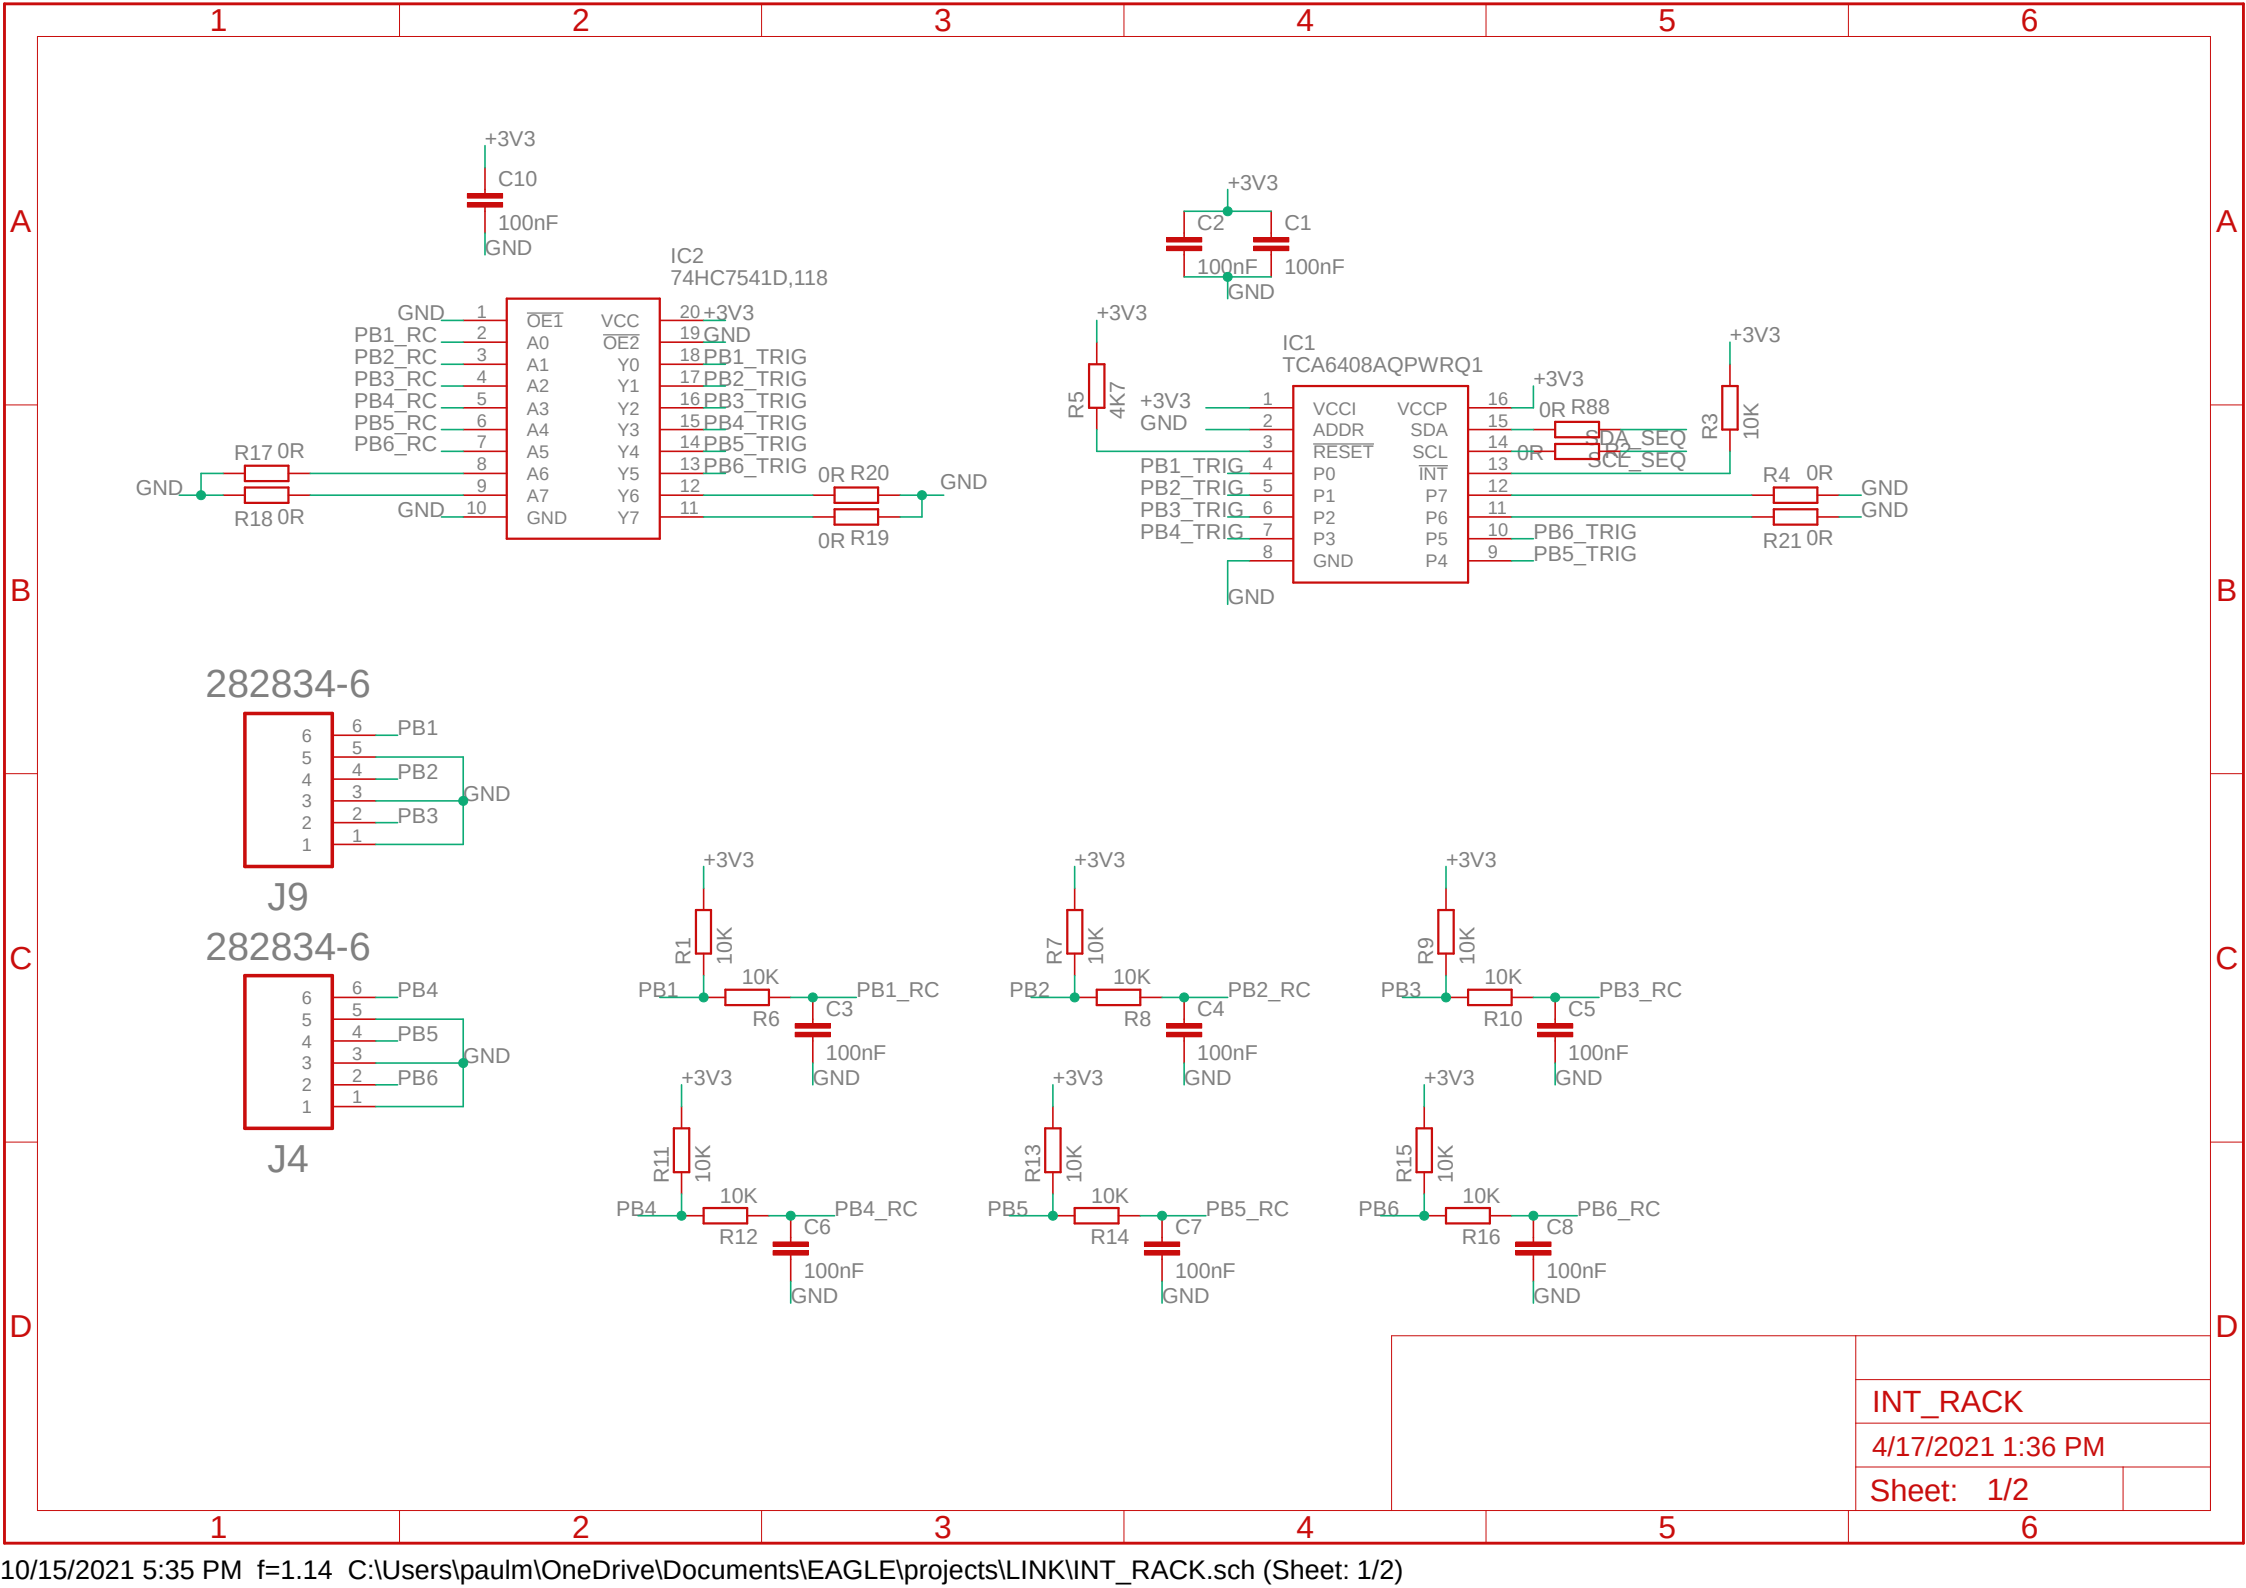 1 2 3 4 5 6
A A
B B
C C
D D
+3V3
C10
100nF
GND
IC2
74HC7541D,118
GND 1 OE1 VCC 20 +3V3
PB1_RC 2 A0 OE2 19 GND
PB2_RC 3 A1 Y0 18 PB1_TRIG
PB3_RC 4 A2 Y1 17 PB2_TRIG
PB4_RC 5 A3 Y2 16 PB3_TRIG
PB5_RC 6 A4 Y3 15 PB4_TRIG
PB6_RC 7 A5 Y4 14 PB5_TRIG
R17 0R 8 A6 Y5 13 PB6_TRIG
GND 9 A7 Y6 12 0R R20 GND
R18 0R GND 10 GND Y7 11 0R R19
+3V3
C2 C1
100nF 100nF
GND
+3V3
R5 4K7
IC1
TCA6408AQPWRQ1
+3V3
R3 10K
+3V3 1 VCCI VCCP 16 +3V3
GND 2 ADDR SDA 15 0R R88 SDA_SEQ
3 RESET SCL 14 0R R2 SCL_SEQ
PB1_TRIG 4 P0 INT 13
PB2_TRIG 5 P1 P7 12 R4 0R GND
PB3_TRIG 6 P2 P6 11 R21 0R GND
PB4_TRIG 7 P3 P5 10 PB6_TRIG
8 GND P4 9 PB5_TRIG
GND
282834-6
6 6 PB1
5 5
4 4 PB2
3 3 GND
2 2 PB3
1 1
J9
282834-6
6 6 PB4
5 5
4 4 PB5
3 3 GND
2 2 PB6
1 1
J4
+3V3
R1 10K
PB1 10K PB1_RC
R6 C3
100nF
GND
+3V3
R7 10K
PB2 10K PB2_RC
R8 C4
100nF
GND
+3V3
R9 10K
PB3 10K PB3_RC
R10 C5
100nF
GND
+3V3
R11 10K
PB4 10K PB4_RC
R12 C6
100nF
GND
+3V3
R13 10K
PB5 10K PB5_RC
R14 C7
100nF
GND
+3V3
R15 10K
PB6 10K PB6_RC
R16 C8
100nF
GND
INT_RACK
4/17/2021 1:36 PM
Sheet: 1/2
1 2 3 4 5 6
10/15/2021 5:35 PM f=1.14 C:\Users\paulm\OneDrive\Documents\EAGLE\projects\LINK\INT_RACK.sch (Sheet: 1/2)